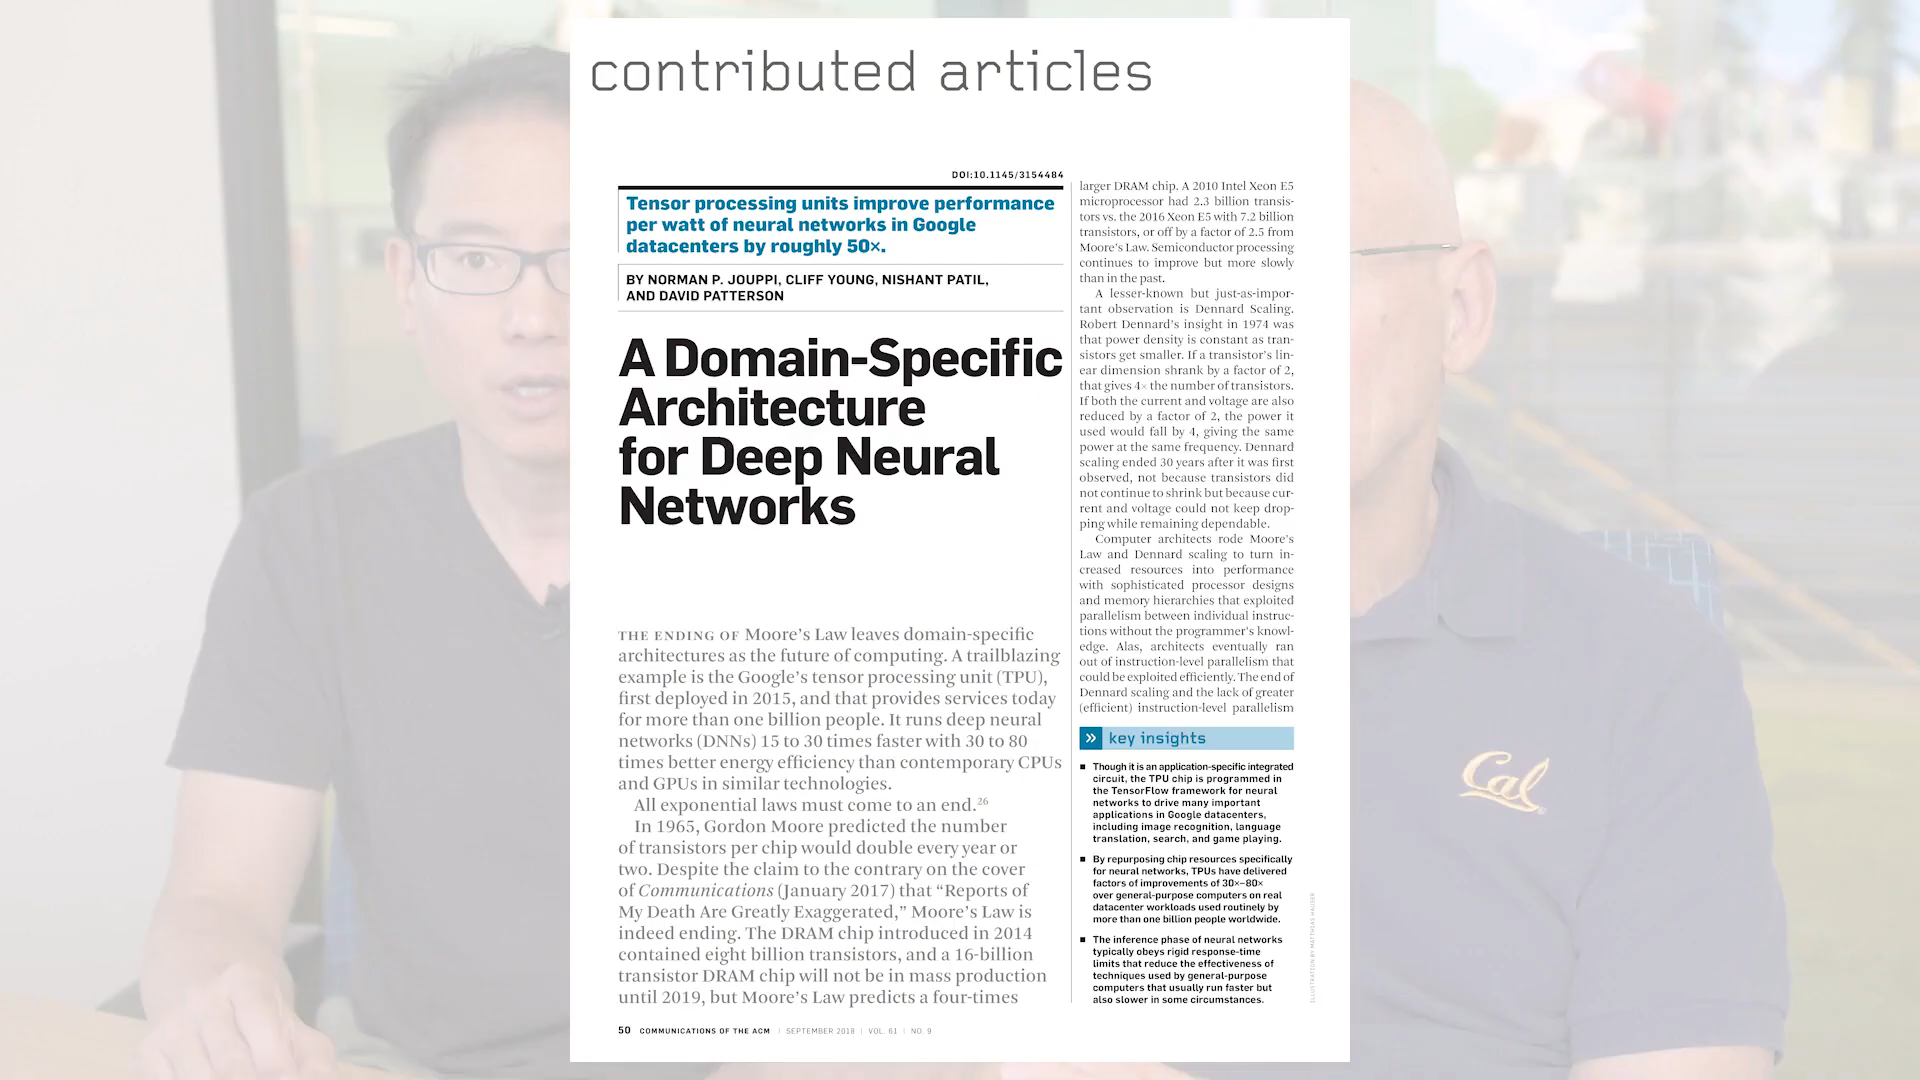 contributed articles
DOI:10.1145/3154484
Tensor processing units improve performance
per watt of neural networks in Google
datacenters by roughly 50×.
BY NORMAN P. JOUPPI, CLIFF YOUNG, NISHANT PATIL,
AND DAVID PATTERSON
A Domain-Specific
Architecture
for Deep Neural
Networks
THE ENDING OF Moore’s Law leaves domain-specific
architectures as the future of computing. A trailblazing
example is the Google’s tensor processing unit (TPU),
first deployed in 2015, and that provides services today
for more than one billion people. It runs deep neural
networks (DNNs) 15 to 30 times faster with 30 to 80
times better energy efficiency than contemporary CPUs
and GPUs in similar technologies.
All exponential laws must come to an end.26
In 1965, Gordon Moore predicted the number
of transistors per chip would double every year or
two. Despite the claim to the contrary on the cover
of Communications (January 2017) that “Reports of
My Death Are Greatly Exaggerated,” Moore’s Law is
indeed ending. The DRAM chip introduced in 2014
contained eight billion transistors, and a 16-billion
transistor DRAM chip will not be in mass production
until 2019, but Moore’s Law predicts a four-times
larger DRAM chip. A 2010 Intel Xeon E5
microprocessor had 2.3 billion transis-
tors vs. the 2016 Xeon E5 with 7.2 billion
transistors, or off by a factor of 2.5 from
Moore’s Law. Semiconductor processing
continues to improve but more slowly
than in the past.
A lesser-known but just-as-impor-
tant observation is Dennard Scaling.
Robert Dennard’s insight in 1974 was
that power density is constant as tran-
sistors get smaller. If a transistor’s lin-
ear dimension shrank by a factor of 2,
that gives 4× the number of transistors.
If both the current and voltage are also
reduced by a factor of 2, the power it
used would fall by 4, giving the same
power at the same frequency. Dennard
scaling ended 30 years after it was first
observed, not because transistors did
not continue to shrink but because cur-
rent and voltage could not keep drop-
ping while remaining dependable.
Computer architects rode Moore’s
Law and Dennard scaling to turn in-
creased resources into performance
with sophisticated processor designs
and memory hierarchies that exploited
parallelism between individual instruc-
tions without the programmer’s knowl-
edge. Alas, architects eventually ran
out of instruction-level parallelism that
could be exploited efficiently. The end of
Dennard scaling and the lack of greater
(efficient) instruction-level parallelism
» key insights
■ Though it is an application-specific integrated
circuit, the TPU chip is programmed in
the TensorFlow framework for neural
networks to drive many important
applications in Google datacenters,
including image recognition, language
translation, search, and game playing.
■ By repurposing chip resources specifically
for neural networks, TPUs have delivered
factors of improvements of 30×–80×
over general-purpose computers on real
datacenter workloads used routinely by
more than one billion people worldwide.
■ The inference phase of neural networks
typically obeys rigid response-time
limits that reduce the effectiveness of
techniques used by general-purpose
computers that usually run faster but
also slower in some circumstances.
ILLUSTRATION BY MATTHIAS HAUSER
50 COMMUNICATIONS OF THE ACM | SEPTEMBER 2018 | VOL. 61 | NO. 9
Cal